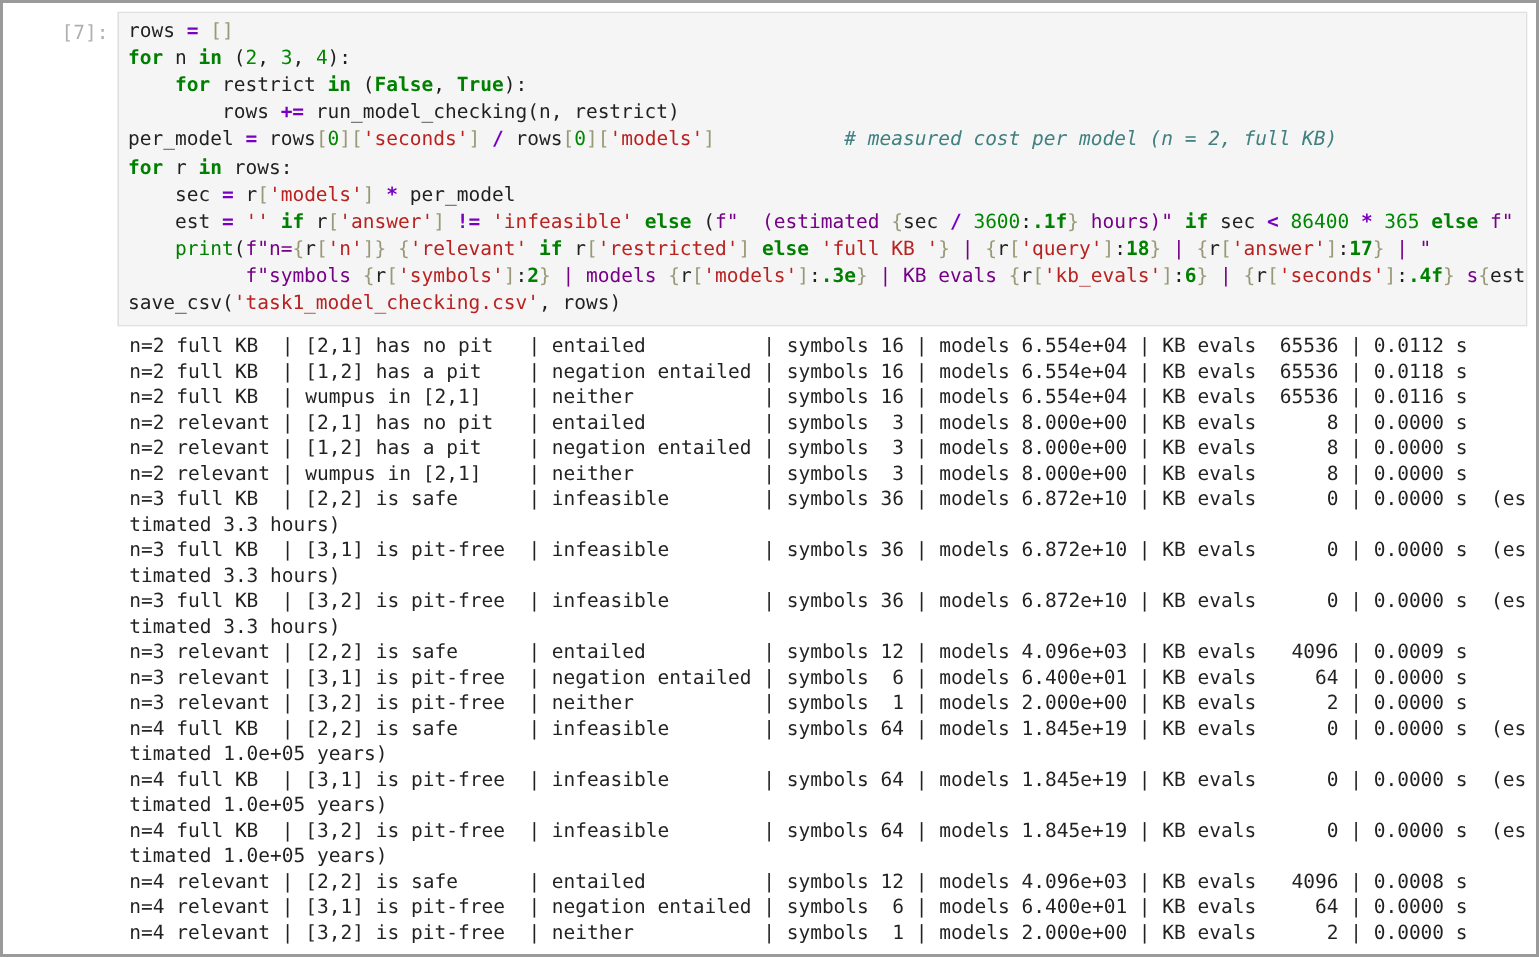 [7]:
rows = []
for n in (2, 3, 4):
    for restrict in (False, True):
        rows += run_model_checking(n, restrict)
per_model = rows[0]['seconds'] / rows[0]['models']           # measured cost per model (n = 2, full KB)
for r in rows:
    sec = r['models'] * per_model
    est = '' if r['answer'] != 'infeasible' else (f"  (estimated {sec / 3600:.1f} hours)" if sec < 86400 * 365 else f"
    print(f"n={r['n']} {'relevant' if r['restricted'] else 'full KB '} | {r['query']:18} | {r['answer']:17} | "
          f"symbols {r['symbols']:2} | models {r['models']:.3e} | KB evals {r['kb_evals']:6} | {r['seconds']:.4f} s{est
save_csv('task1_model_checking.csv', rows)
n=2 full KB  | [2,1] has no pit   | entailed          | symbols 16 | models 6.554e+04 | KB evals  65536 | 0.0112 s
n=2 full KB  | [1,2] has a pit    | negation entailed | symbols 16 | models 6.554e+04 | KB evals  65536 | 0.0118 s
n=2 full KB  | wumpus in [2,1]    | neither           | symbols 16 | models 6.554e+04 | KB evals  65536 | 0.0116 s
n=2 relevant | [2,1] has no pit   | entailed          | symbols  3 | models 8.000e+00 | KB evals      8 | 0.0000 s
n=2 relevant | [1,2] has a pit    | negation entailed | symbols  3 | models 8.000e+00 | KB evals      8 | 0.0000 s
n=2 relevant | wumpus in [2,1]    | neither           | symbols  3 | models 8.000e+00 | KB evals      8 | 0.0000 s
n=3 full KB  | [2,2] is safe      | infeasible        | symbols 36 | models 6.872e+10 | KB evals      0 | 0.0000 s  (es
timated 3.3 hours)
n=3 full KB  | [3,1] is pit-free  | infeasible        | symbols 36 | models 6.872e+10 | KB evals      0 | 0.0000 s  (es
timated 3.3 hours)
n=3 full KB  | [3,2] is pit-free  | infeasible        | symbols 36 | models 6.872e+10 | KB evals      0 | 0.0000 s  (es
timated 3.3 hours)
n=3 relevant | [2,2] is safe      | entailed          | symbols 12 | models 4.096e+03 | KB evals   4096 | 0.0009 s
n=3 relevant | [3,1] is pit-free  | negation entailed | symbols  6 | models 6.400e+01 | KB evals     64 | 0.0000 s
n=3 relevant | [3,2] is pit-free  | neither           | symbols  1 | models 2.000e+00 | KB evals      2 | 0.0000 s
n=4 full KB  | [2,2] is safe      | infeasible        | symbols 64 | models 1.845e+19 | KB evals      0 | 0.0000 s  (es
timated 1.0e+05 years)
n=4 full KB  | [3,1] is pit-free  | infeasible        | symbols 64 | models 1.845e+19 | KB evals      0 | 0.0000 s  (es
timated 1.0e+05 years)
n=4 full KB  | [3,2] is pit-free  | infeasible        | symbols 64 | models 1.845e+19 | KB evals      0 | 0.0000 s  (es
timated 1.0e+05 years)
n=4 relevant | [2,2] is safe      | entailed          | symbols 12 | models 4.096e+03 | KB evals   4096 | 0.0008 s
n=4 relevant | [3,1] is pit-free  | negation entailed | symbols  6 | models 6.400e+01 | KB evals     64 | 0.0000 s
n=4 relevant | [3,2] is pit-free  | neither           | symbols  1 | models 2.000e+00 | KB evals      2 | 0.0000 s